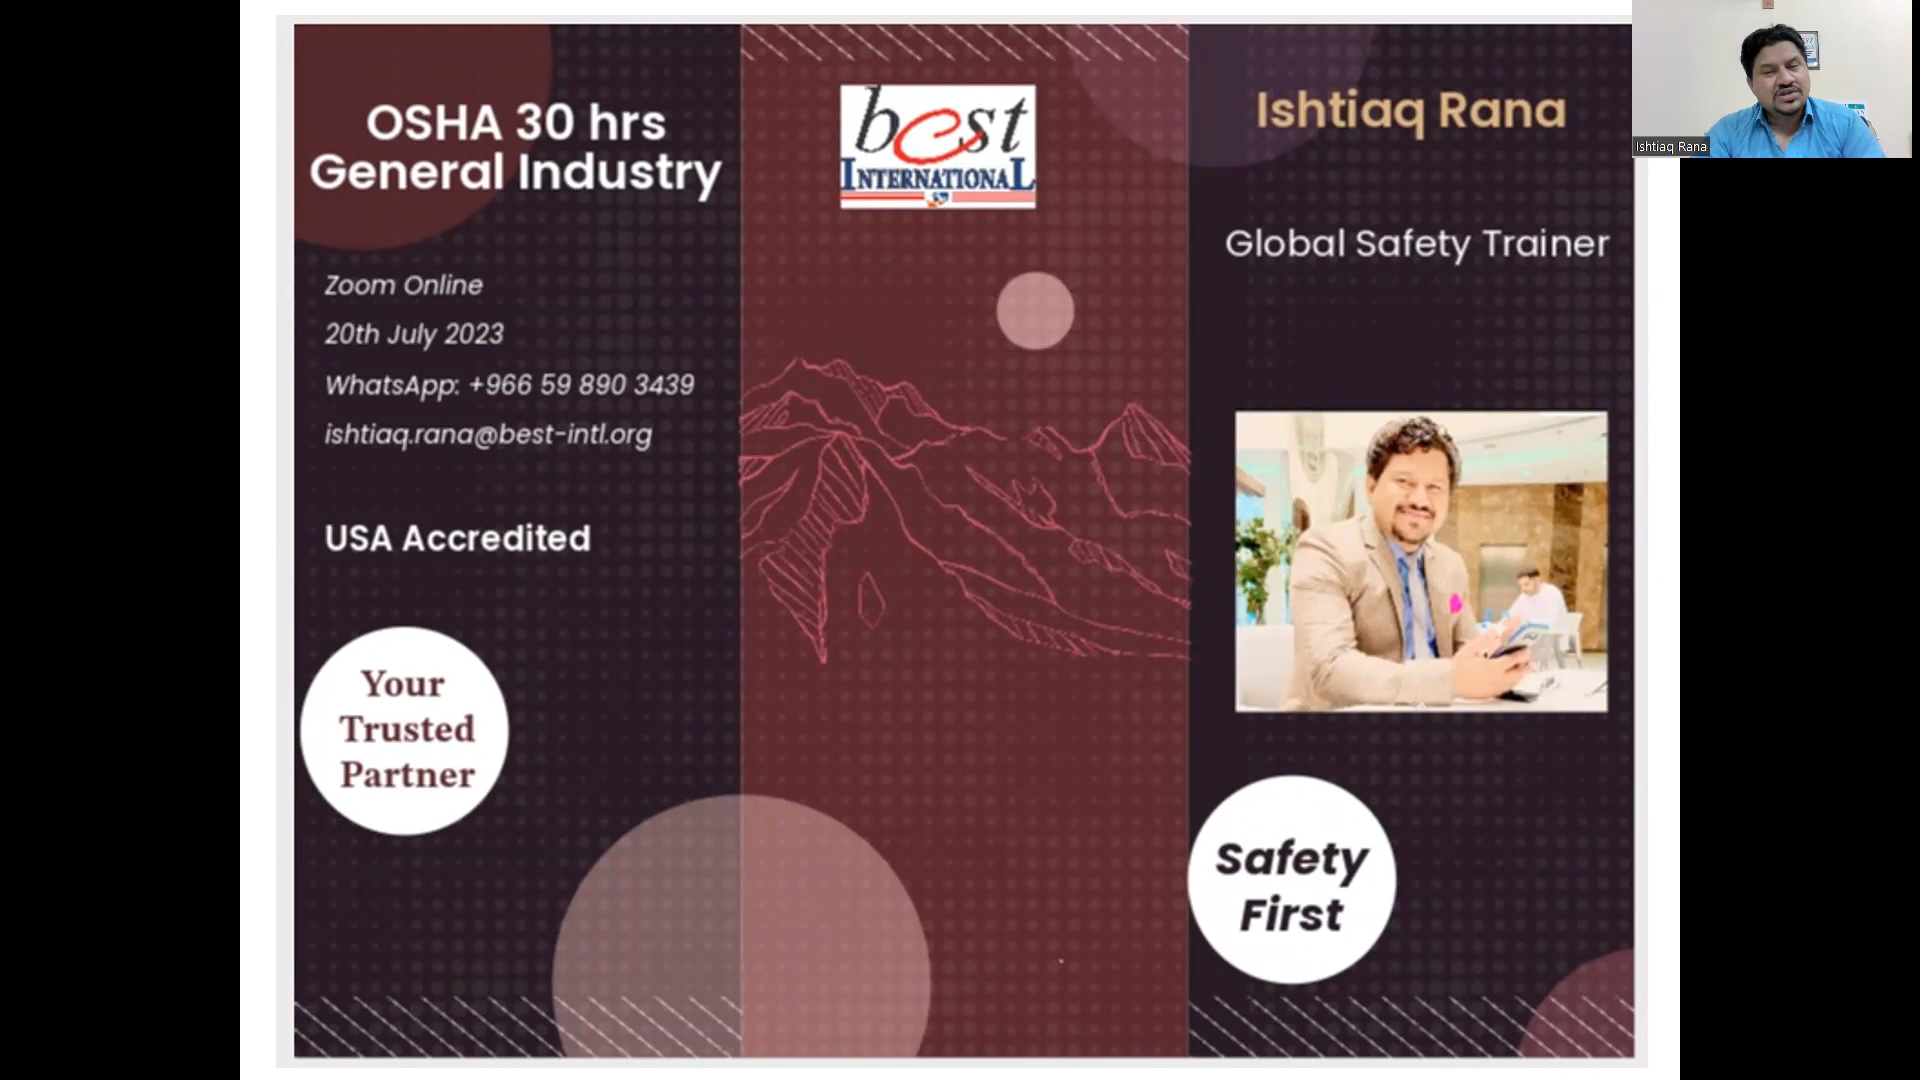 OSHA 30 hrs
General Industry
Zoom Online
20th July 2023
WhatsApp: +966 59 890 3439
ishtiaq.rana@best-intl.org
USA Accredited
Your
Trusted
Partner
best
INTERNATIONAL
Ishtiaq Rana
Global Safety Trainer
Safety
First
Ishtiaq Rana